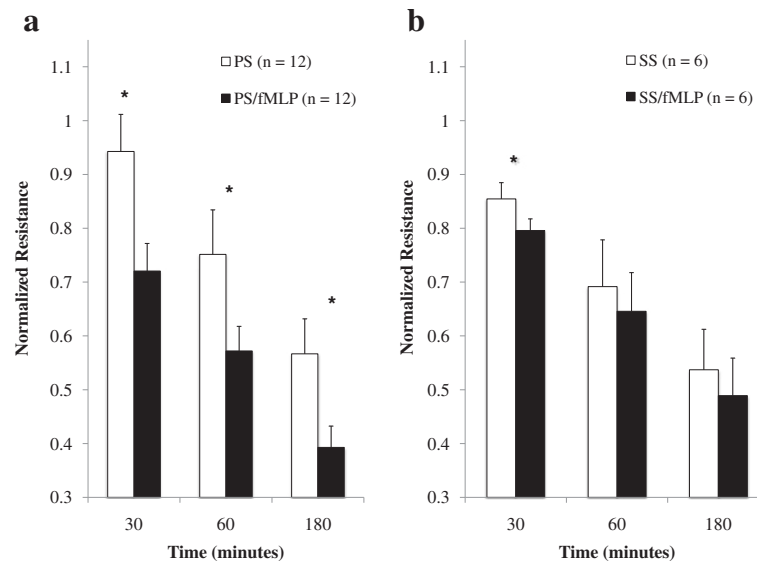 a
PS (n = 12)
PS/fMLP (n = 12)
*
*
*
1.1
1
0.9
0.8
0.7
0.6
0.5
0.4
0.3
Normalized Resistance
30 60 180
Time (minutes)
b
SS (n = 6)
SS/fMLP (n = 6)
*
1.1
1
0.9
0.8
0.7
0.6
0.5
0.4
0.3
Normalized Resistance
30 60 180
Time (minutes)